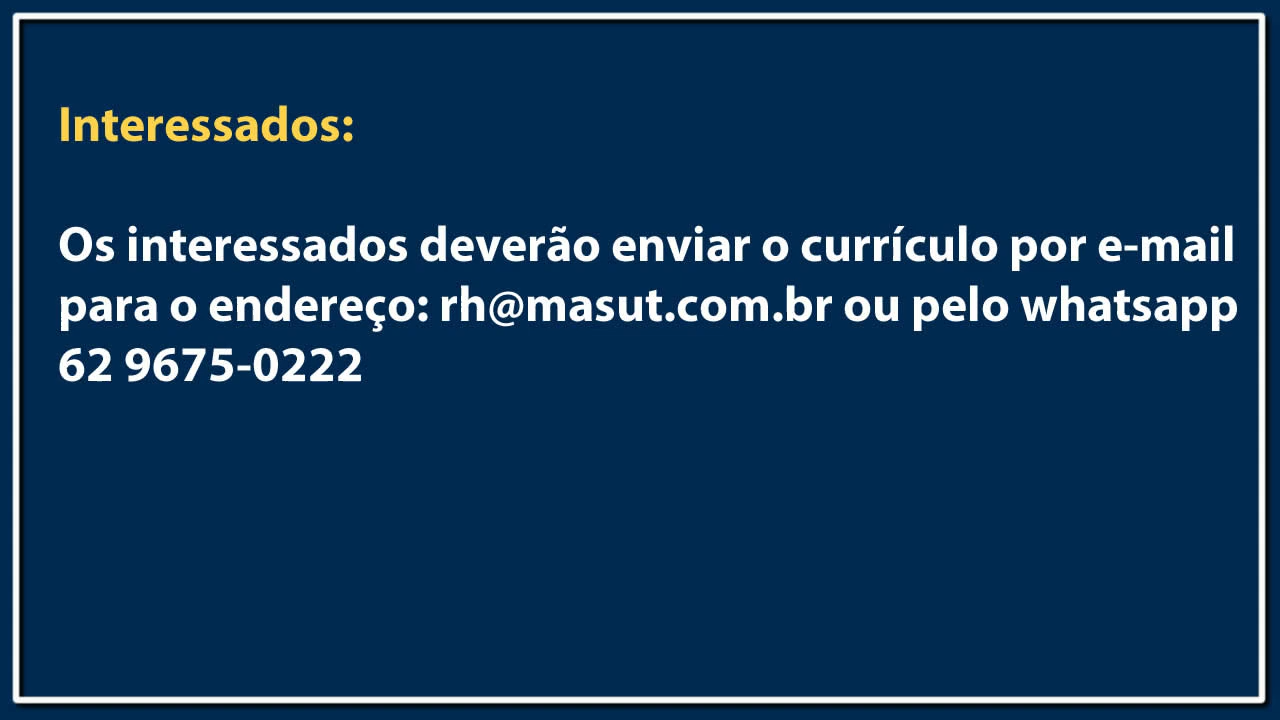 Interessados:
Os interessados deverão enviar o currículo por e-mail
para o endereço: rh@masut.com.br ou pelo whatsapp
62 9675-0222